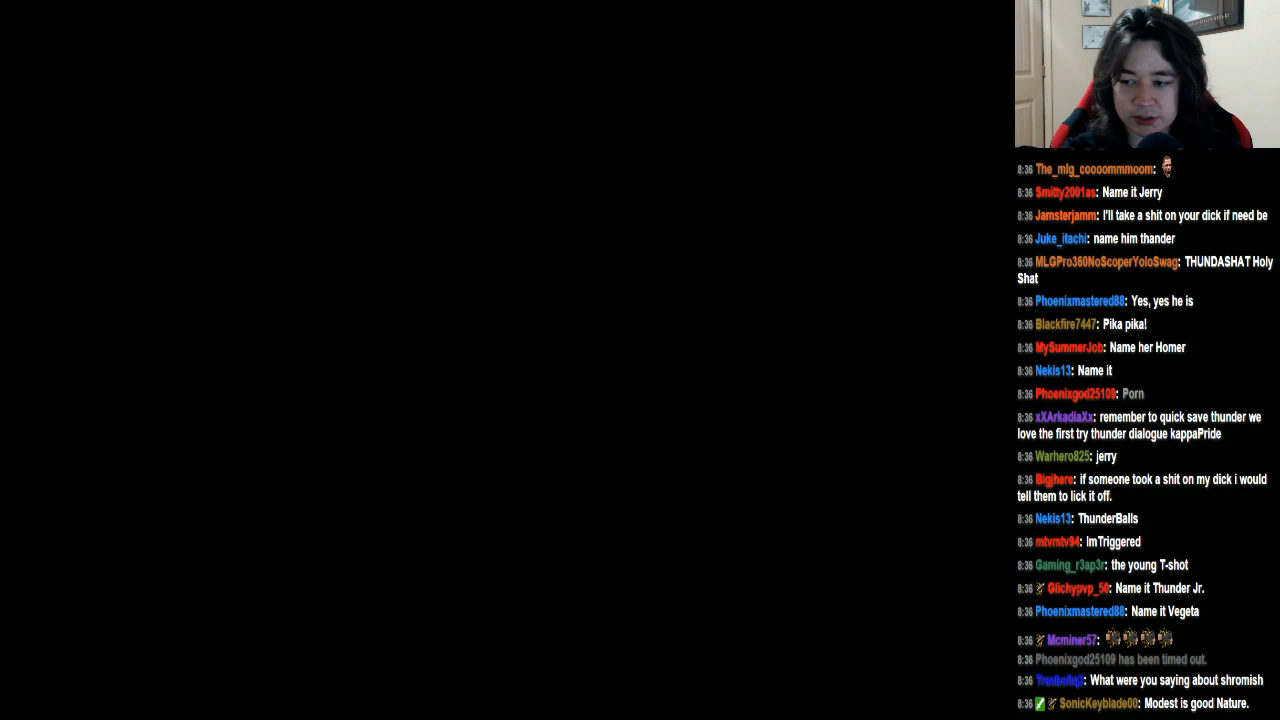 8:36 The_mlg_coooommmoom:
8:36 Smitty2001as: Name it Jerry
8:36 Jamsterjamm: I'll take a shit on your dick if need be
8:36 Juke_itachi: name him thander
8:36 MLGPro360NoScoperYoloSwag: THUNDASHAT Holy
Shat
8:36 Phoenixmastered88: Yes, yes he is
8:36 Blackfire7447: Pika pika!
8:36 MySummerJob: Name her Homer
8:36 Nekis13: Name it
8:36 Phoenixgod25109: Porn
8:36 xXArkadiaXx: remember to quick save thunder we
love the first try thunder dialogue kappaPride
8:36 Warhero825: jerry
8:36 Bigjhere: if someone took a shit on my dick i would
tell them to lick it off.
8:36 Nekis13: ThunderBalls
8:36 mtvmtv94: ImTriggered
8:36 Gaming_r3ap3r: the young T-shot
8:36 Glichypvp_50: Name it Thunder Jr.
8:36 Phoenixmastered88: Name it Vegeta
8:36 Mcminer57:
8:36 Phoenixgod25109 has been timed out.
8:36 What were you saying about shromish
8:36 SonicKeyblade00: Modest is good Nature.